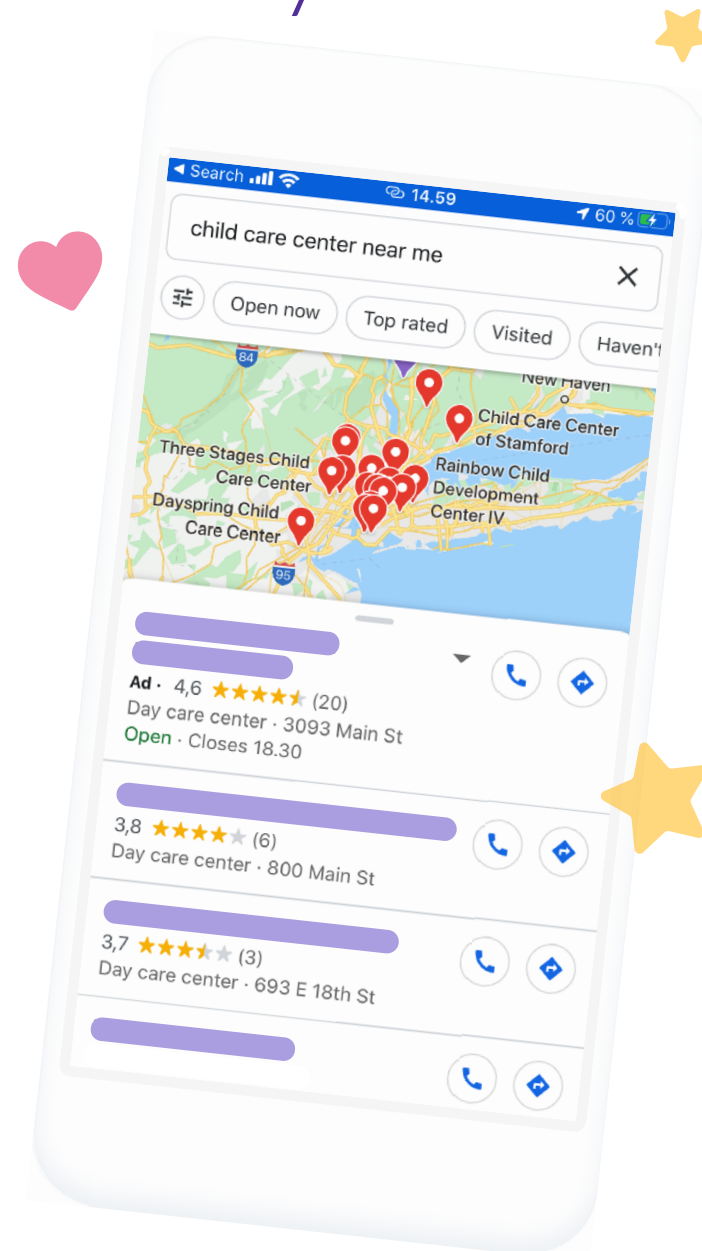 Search
14.59
60 %
child care center near me
Open now
Top rated
Visited
Haven't
84
New Haven
Child Care Center
of Stamford
Three Stages Child
Care Center
Rainbow Child
Development
Center IV
Dayspring Child
Care Center
95
Ad · 4,6 (20)
Day care center · 3093 Main St
Open · Closes 18.30
3,8 (6)
Day care center · 800 Main St
3,7 (3)
Day care center · 693 E 18th St